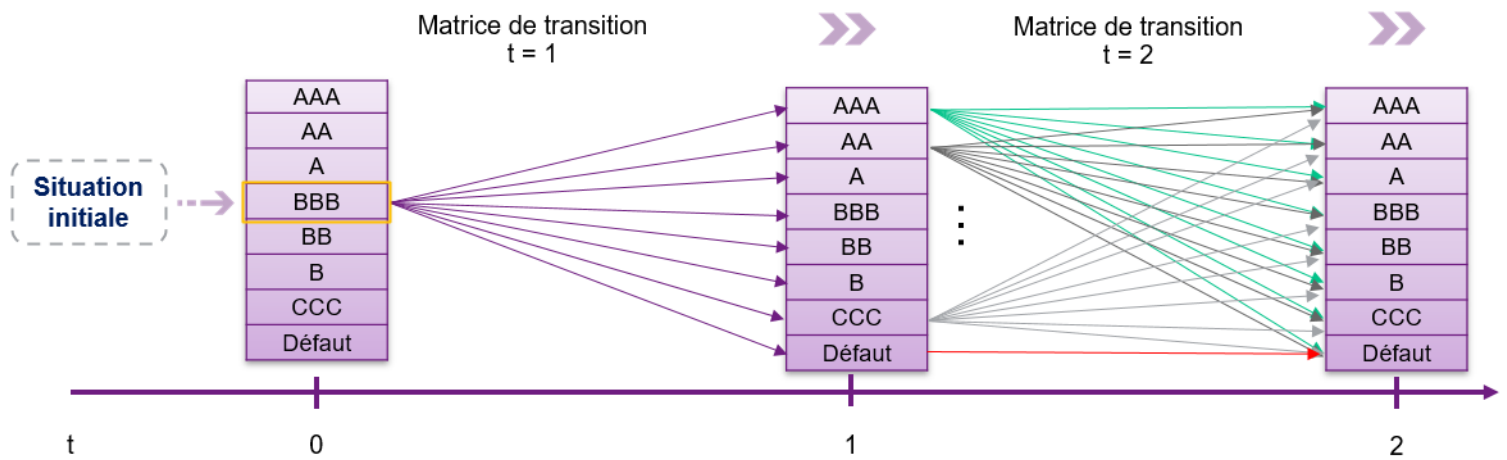 Matrice de transition
t = 1
Matrice de transition
t = 2
Situation
initiale
AAA
AA
A
BBB
BB
B
CCC
Défaut
AAA
AA
A
BBB
BB
B
CCC
Défaut
AAA
AA
A
BBB
BB
B
CCC
Défaut
t 0 1 2